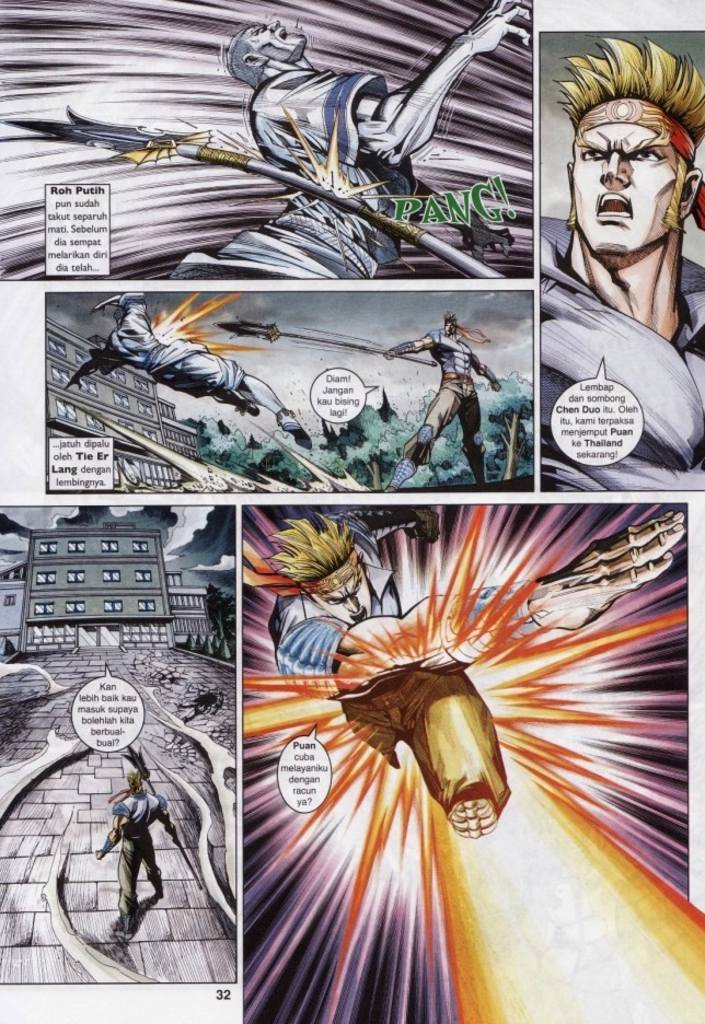 Roh Putih
pun sudah
takut separuh
mati. Sebelum
dia sempat
melarikan diri
dia telah...
PANG!
Lembap
dan sombong
Chen Duo itu. Oleh
itu, kami terpaksa
menjemput Puan
ke Thailand
sekarang!
Diam!
Jangan
kau bising
lagi!
...jatuh dipalu
oleh Tie Er
Lang dengan
lembingnya.
Kan
lebih baik kau
masuk supaya
bolehlah kita
berbual-
bual?
Puan
cuba
melayaniku
dengan
racun
ya?
32